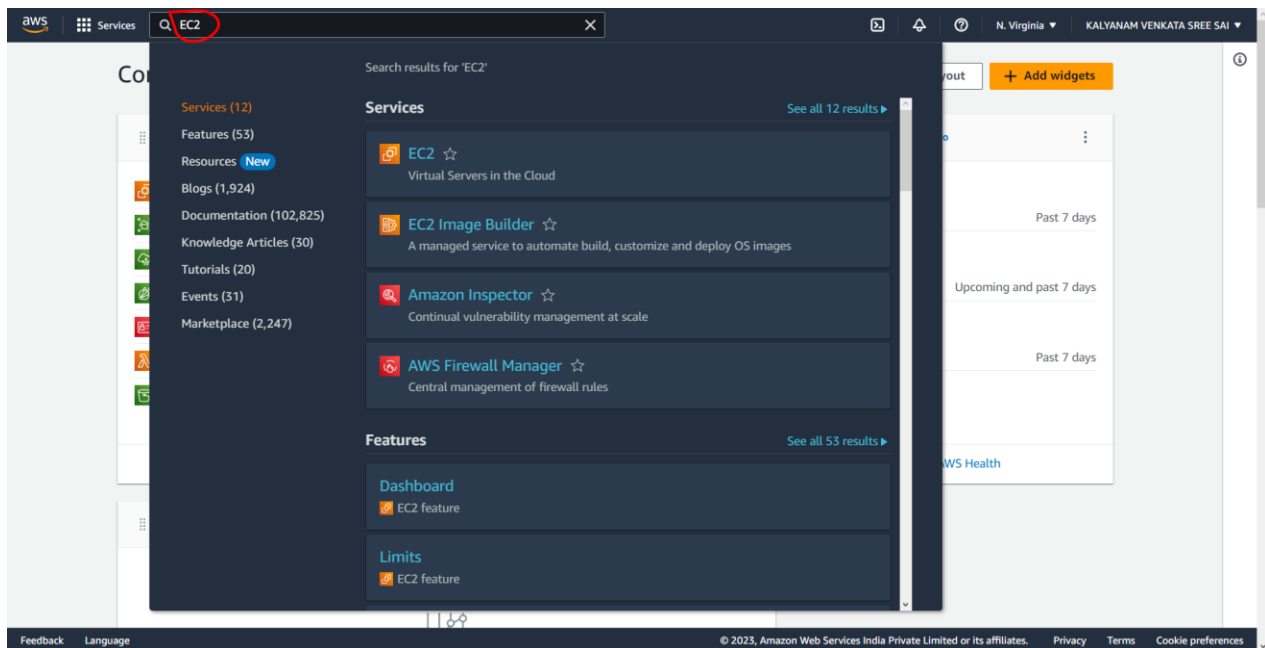 aws
Services
EC2
N. Virginia
KALYANAM VENKATA SREE SAI
Search results for 'EC2'
Services (12)
Features (53)
Resources New
Blogs (1,924)
Documentation (102,825)
Knowledge Articles (30)
Tutorials (20)
Events (31)
Marketplace (2,247)
Services
See all 12 results
EC2
Virtual Servers in the Cloud
EC2 Image Builder
A managed service to automate build, customize and deploy OS images
Amazon Inspector
Continual vulnerability management at scale
AWS Firewall Manager
Central management of firewall rules
Features
See all 53 results
Dashboard
EC2 feature
Limits
EC2 feature
+ Add widgets
Past 7 days
Upcoming and past 7 days
Past 7 days
AWS Health
Feedback
Language
© 2023, Amazon Web Services India Private Limited or its affiliates.
Privacy
Terms
Cookie preferences